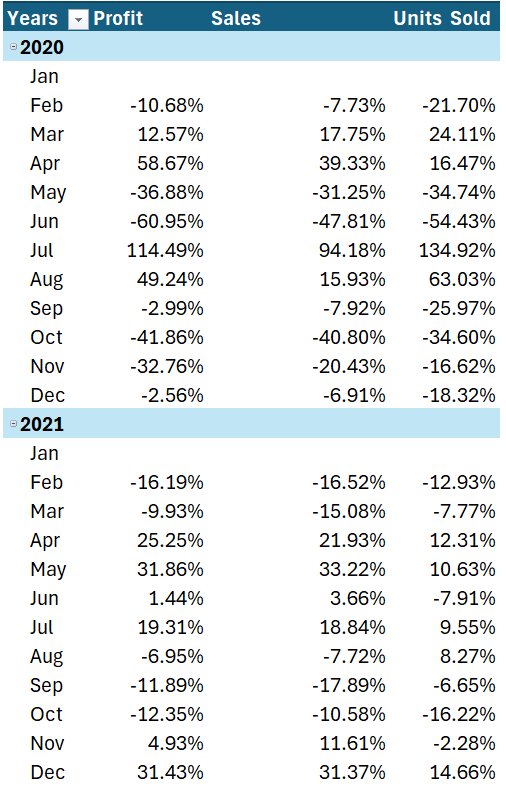 Years Profit Sales Units Sold
2020
Jan
Feb -10.68% -7.73% -21.70%
Mar 12.57% 17.75% 24.11%
Apr 58.67% 39.33% 16.47%
May -36.88% -31.25% -34.74%
Jun -60.95% -47.81% -54.43%
Jul 114.49% 94.18% 134.92%
Aug 49.24% 15.93% 63.03%
Sep -2.99% -7.92% -25.97%
Oct -41.86% -40.80% -34.60%
Nov -32.76% -20.43% -16.62%
Dec -2.56% -6.91% -18.32%
2021
Jan
Feb -16.19% -16.52% -12.93%
Mar -9.93% -15.08% -7.77%
Apr 25.25% 21.93% 12.31%
May 31.86% 33.22% 10.63%
Jun 1.44% 3.66% -7.91%
Jul 19.31% 18.84% 9.55%
Aug -6.95% -7.72% 8.27%
Sep -11.89% -17.89% -6.65%
Oct -12.35% -10.58% -16.22%
Nov 4.93% 11.61% -2.28%
Dec 31.43% 31.37% 14.66%